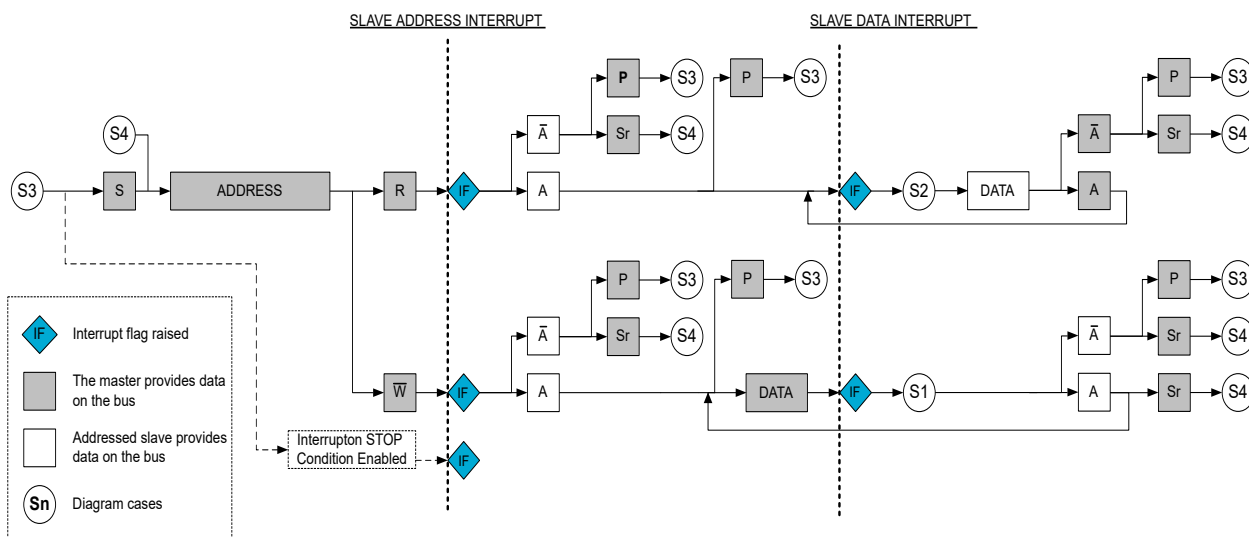 SLAVE ADDRESS INTERRUPT
SLAVE DATA INTERRUPT
P
S3
P
S3
P
S3
S4
A̅
Sr
S4
A̅
Sr
S4
S3
S
ADDRESS
R
IF
A
IF
S2
DATA
A
P
S3
P
S3
P
S3
A̅
Sr
S4
A̅
Sr
S4
W̅
IF
A
DATA
IF
S1
A
Sr
S4
Interrupton STOP
Condition Enabled
IF
IF
Interrupt flag raised
The master provides data
on the bus
Addressed slave provides
data on the bus
Sn
Diagram cases